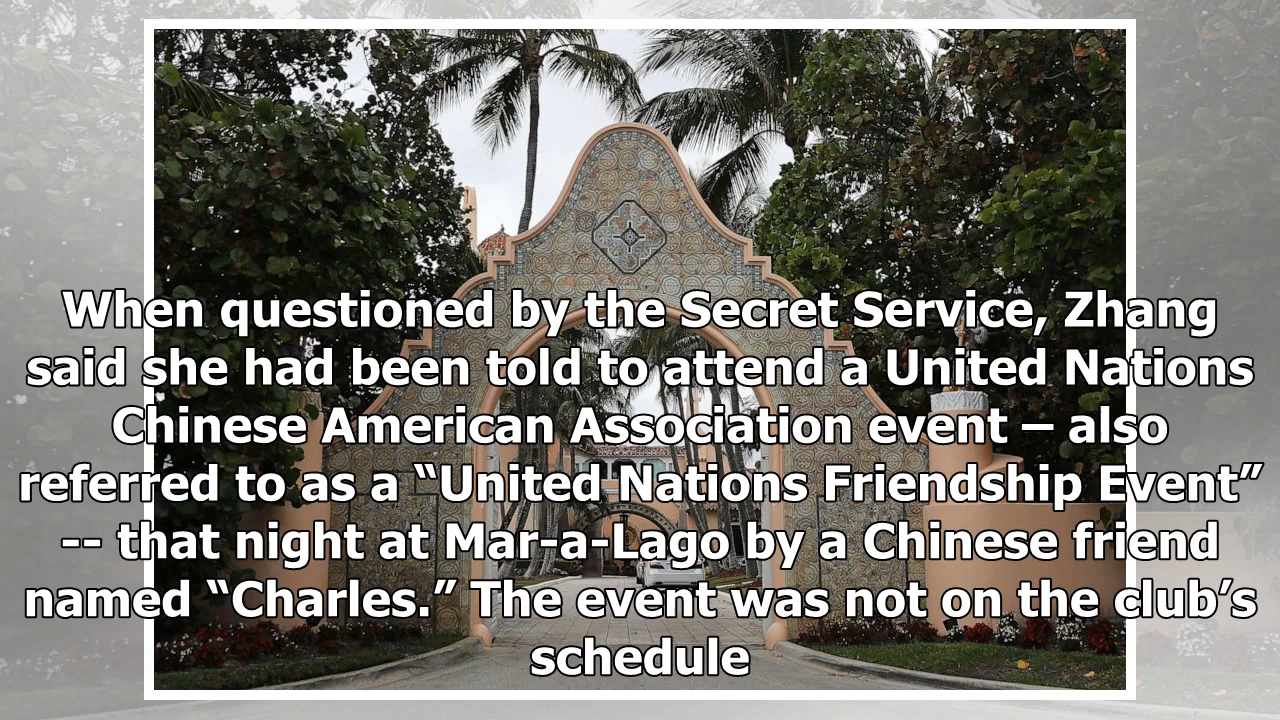 When questioned by the Secret Service, Zhang
said she had been told to attend a United Nations
Chinese American Association event – also
referred to as a “United Nations Friendship Event”
-- that night at Mar-a-Lago by a Chinese friend
named “Charles.” The event was not on the club’s
schedule